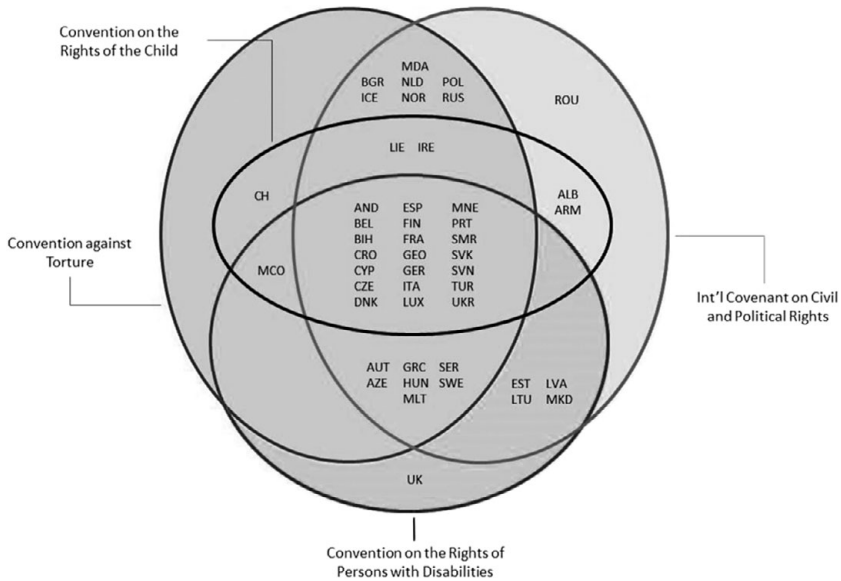 Convention on the
Rights of the Child
MDA
BGR NLD POL
ICE NOR RUS
ROU
LIE IRE
CH
ALB
ARM
AND ESP MNE
BEL FIN PRT
BIH FRA SMR
CRO GEO SVK
CYP GER SVN
CZE ITA TUR
DNK LUX UKR
Convention against
Torture
MCO
Int'l Covenant on Civil
and Political Rights
AUT GRC SER
AZE HUN SWE
MLT
EST LVA
LTU MKD
UK
Convention on the Rights of
Persons with Disabilities